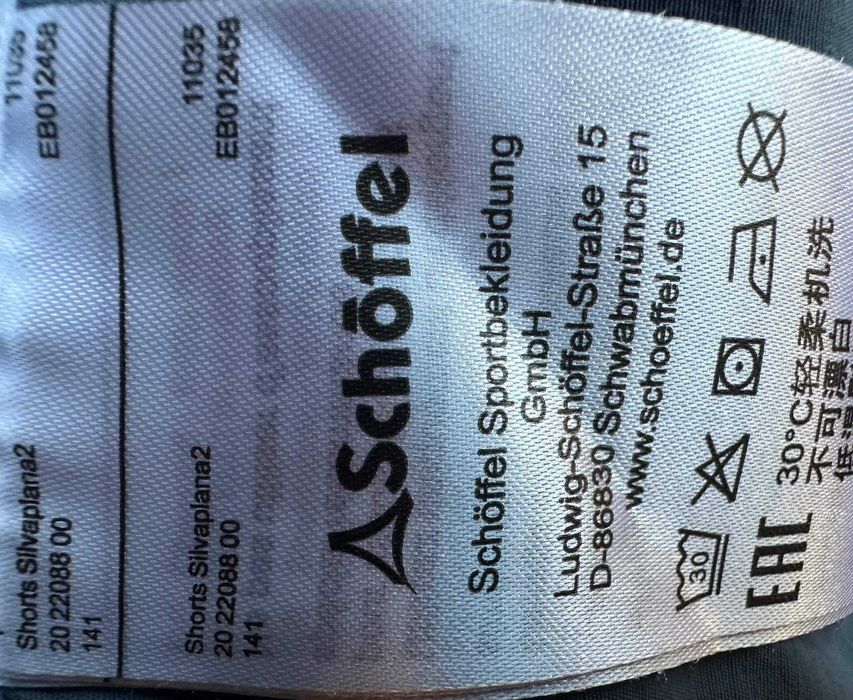 Shorts Silvaplana2 11035
20 22088 00 EB012458
141
Shorts Silvaplana2 11035
20 22088 00 EB012458
141
Schöffel
Schöffel Sportbekleidung
GmbH
Ludwig-Schöffel-Straße 15
D-86830 Schwabmünchen
www.schoeffel.de
30
EAC 30°C轻柔机洗
不可漂白